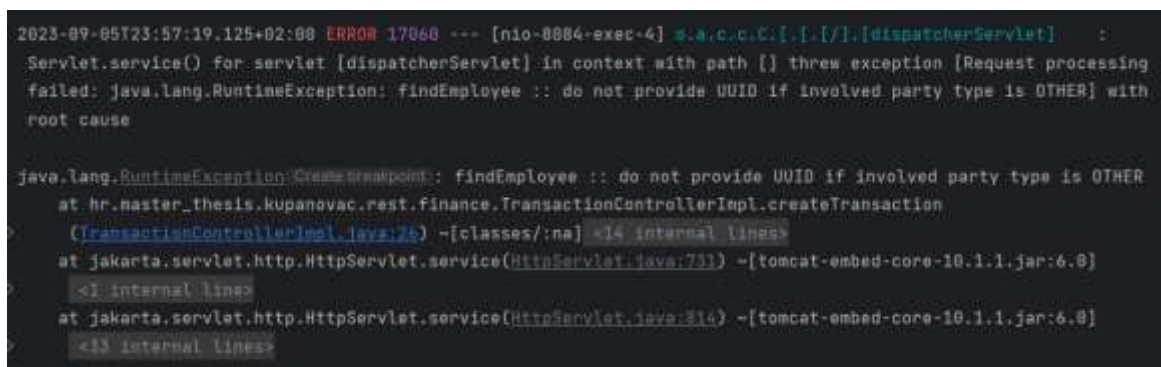 2023-09-05T23:57:19.125+02:00 ERROR 17060 --- [nio-8084-exec-4] o.a.c.c.C.[.[.[/].[dispatcherServlet] :
Servlet.service() for servlet [dispatcherServlet] in context with path [] threw exception [Request processing
failed: java.lang.RuntimeException: findEmployee :: do not provide UUID if involved party type is OTHER] with
root cause
java.lang.RuntimeException Create breakpoint : findEmployee :: do not provide UUID if involved party type is OTHER
at hr.master_thesis.kupanovac.rest.finance.TransactionControllerImpl.createTransaction
(TransactionControllerImpl.java:26) ~[classes/:na] <14 internal lines>
at jakarta.servlet.http.HttpServlet.service(HttpServlet.java:731) ~[tomcat-embed-core-10.1.1.jar:6.0]
<1 internal line>
at jakarta.servlet.http.HttpServlet.service(HttpServlet.java:814) ~[tomcat-embed-core-10.1.1.jar:6.0]
<33 internal lines>